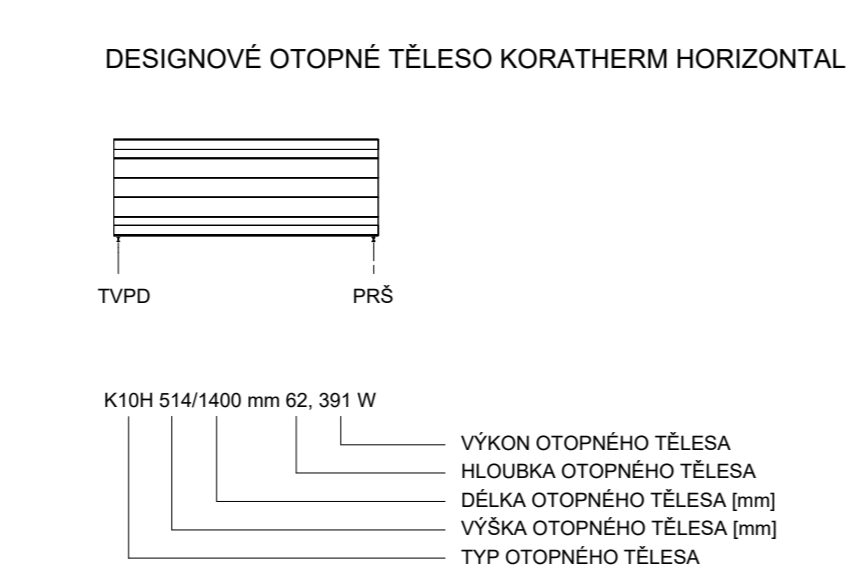 DESIGNOVÉ OTOPNÉ TĚLESO KORATHERM HORIZONTAL
TVPD PRŠ
K10H 514/1400 mm 62, 391 W
VÝKON OTOPNÉHO TĚLESA
HLOUBKA OTOPNÉHO TĚLESA
DÉLKA OTOPNÉHO TĚLESA [mm]
VÝŠKA OTOPNÉHO TĚLESA [mm]
TYP OTOPNÉHO TĚLESA